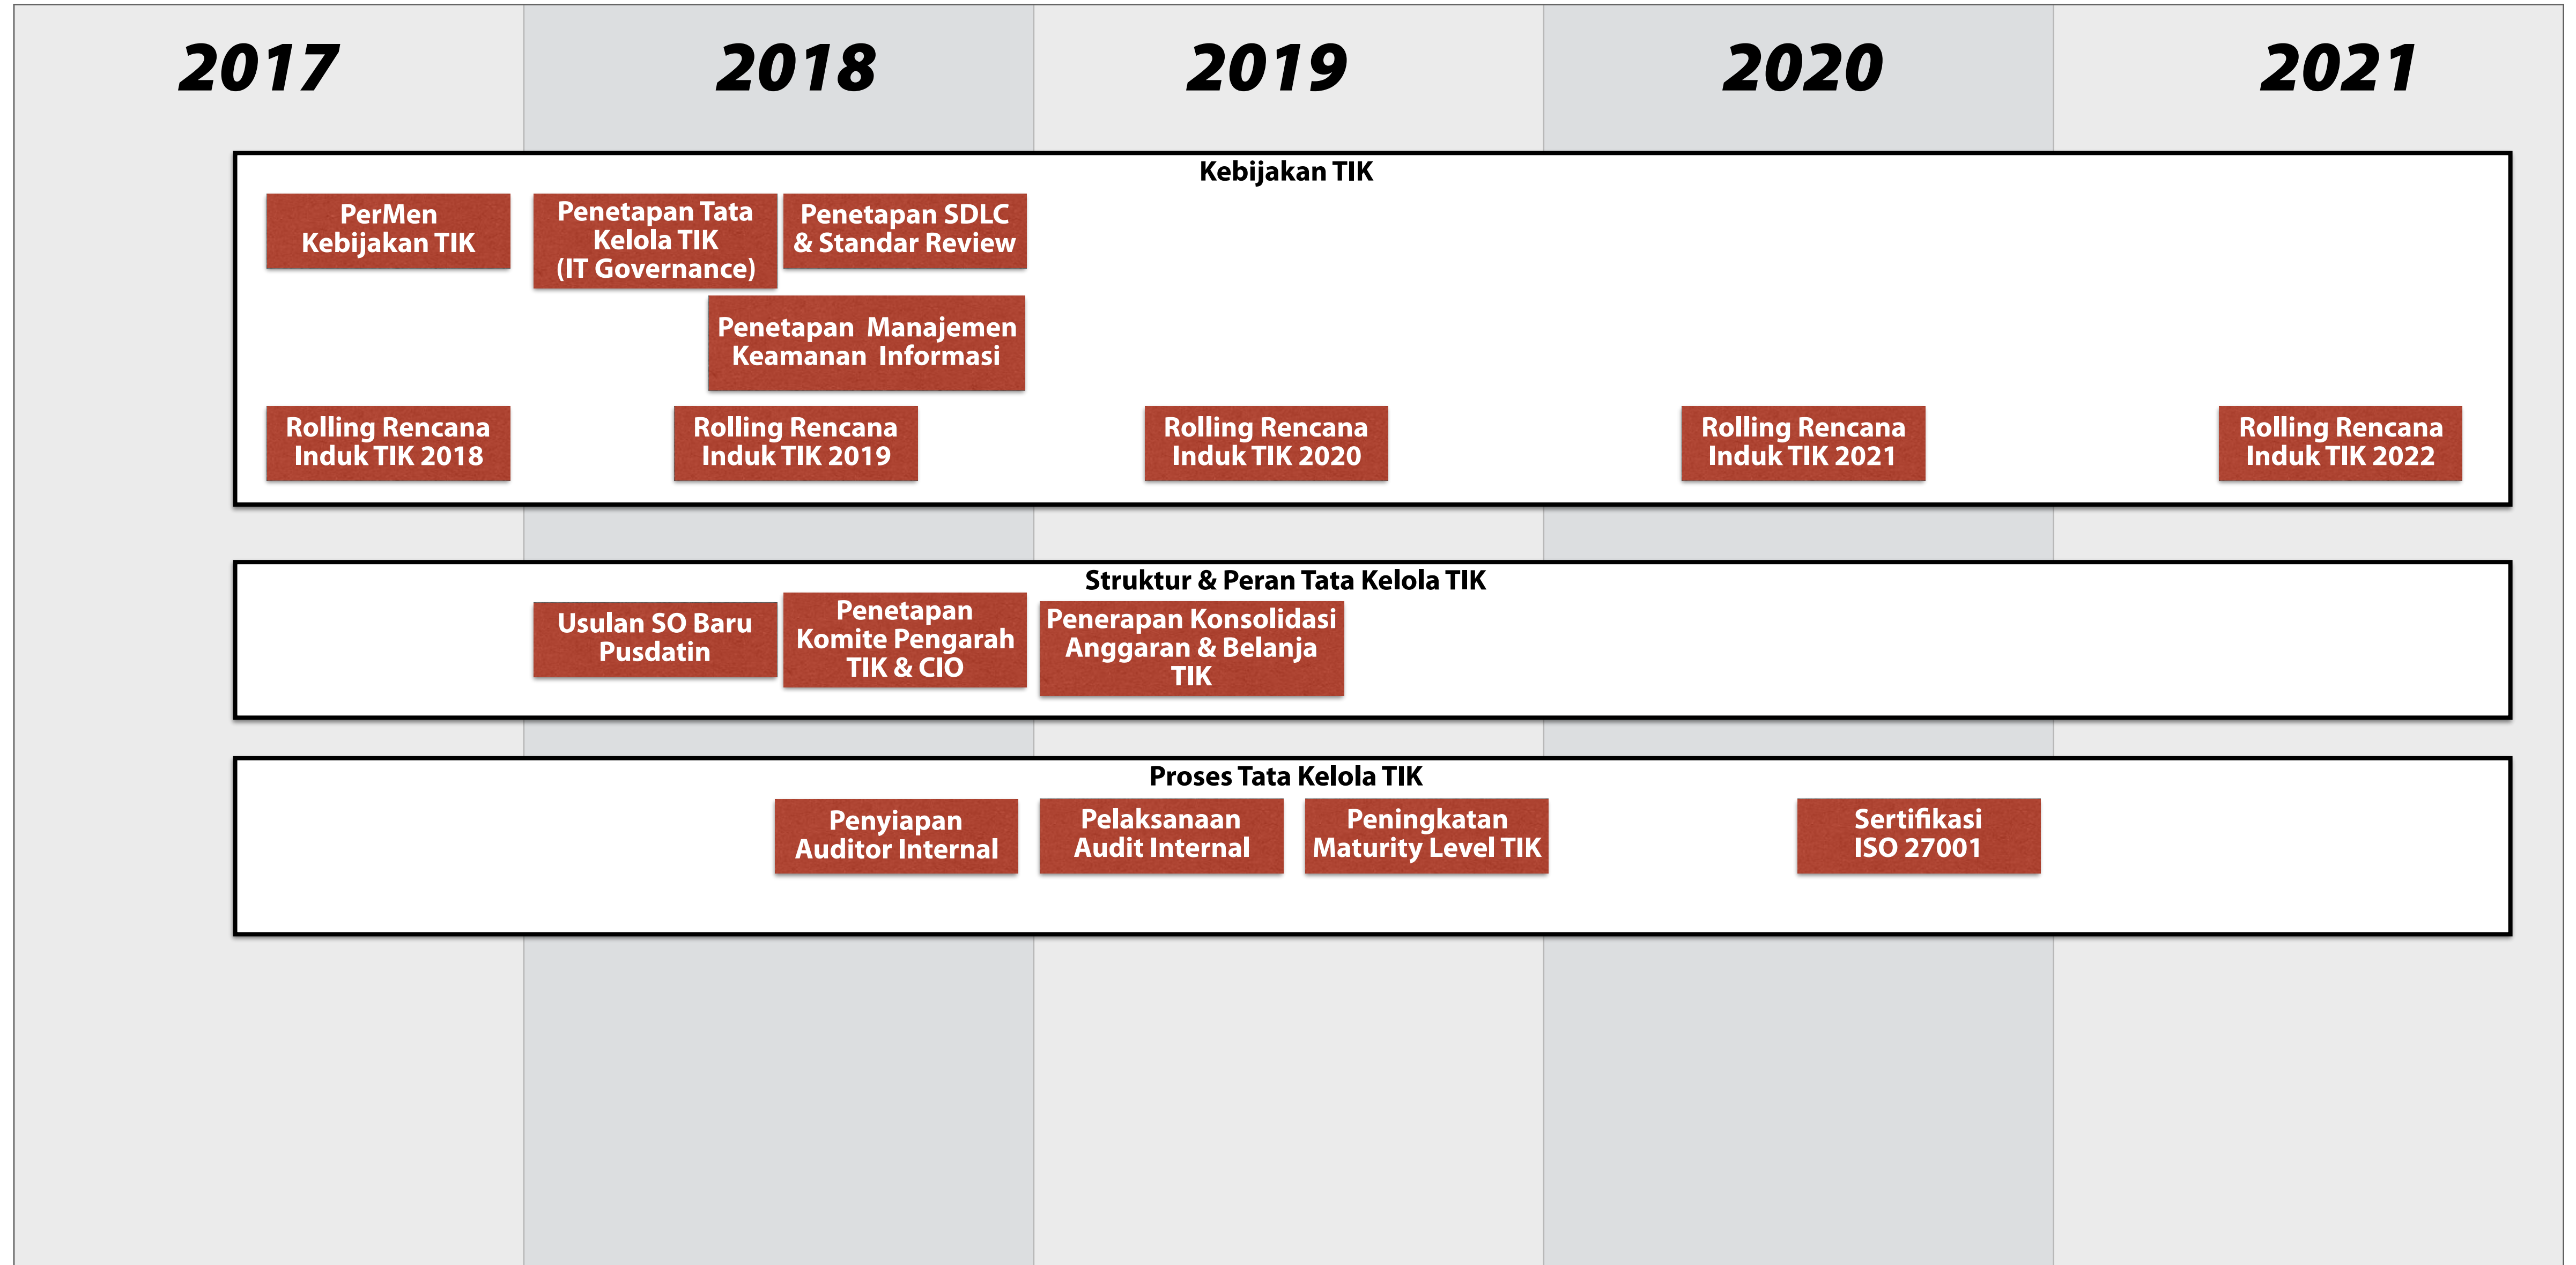 2017
2018
2019
2020
2021
Kebijakan TIK
PerMen
Kebijakan TIK
Penetapan Tata
Kelola TIK
(IT Governance)
Penetapan SDLC
& Standar Review
Penetapan Manajemen
Keamanan Informasi
Rolling Rencana
Induk TIK 2018
Rolling Rencana
Induk TIK 2019
Rolling Rencana
Induk TIK 2020
Rolling Rencana
Induk TIK 2021
Rolling Rencana
Induk TIK 2022
Struktur & Peran Tata Kelola TIK
Usulan SO Baru
Pusdatin
Penetapan
Komite Pengarah
TIK & CIO
Penerapan Konsolidasi
Anggaran & Belanja
TIK
Proses Tata Kelola TIK
Penyiapan
Auditor Internal
Pelaksanaan
Audit Internal
Peningkatan
Maturity Level TIK
Sertifikasi
ISO 27001